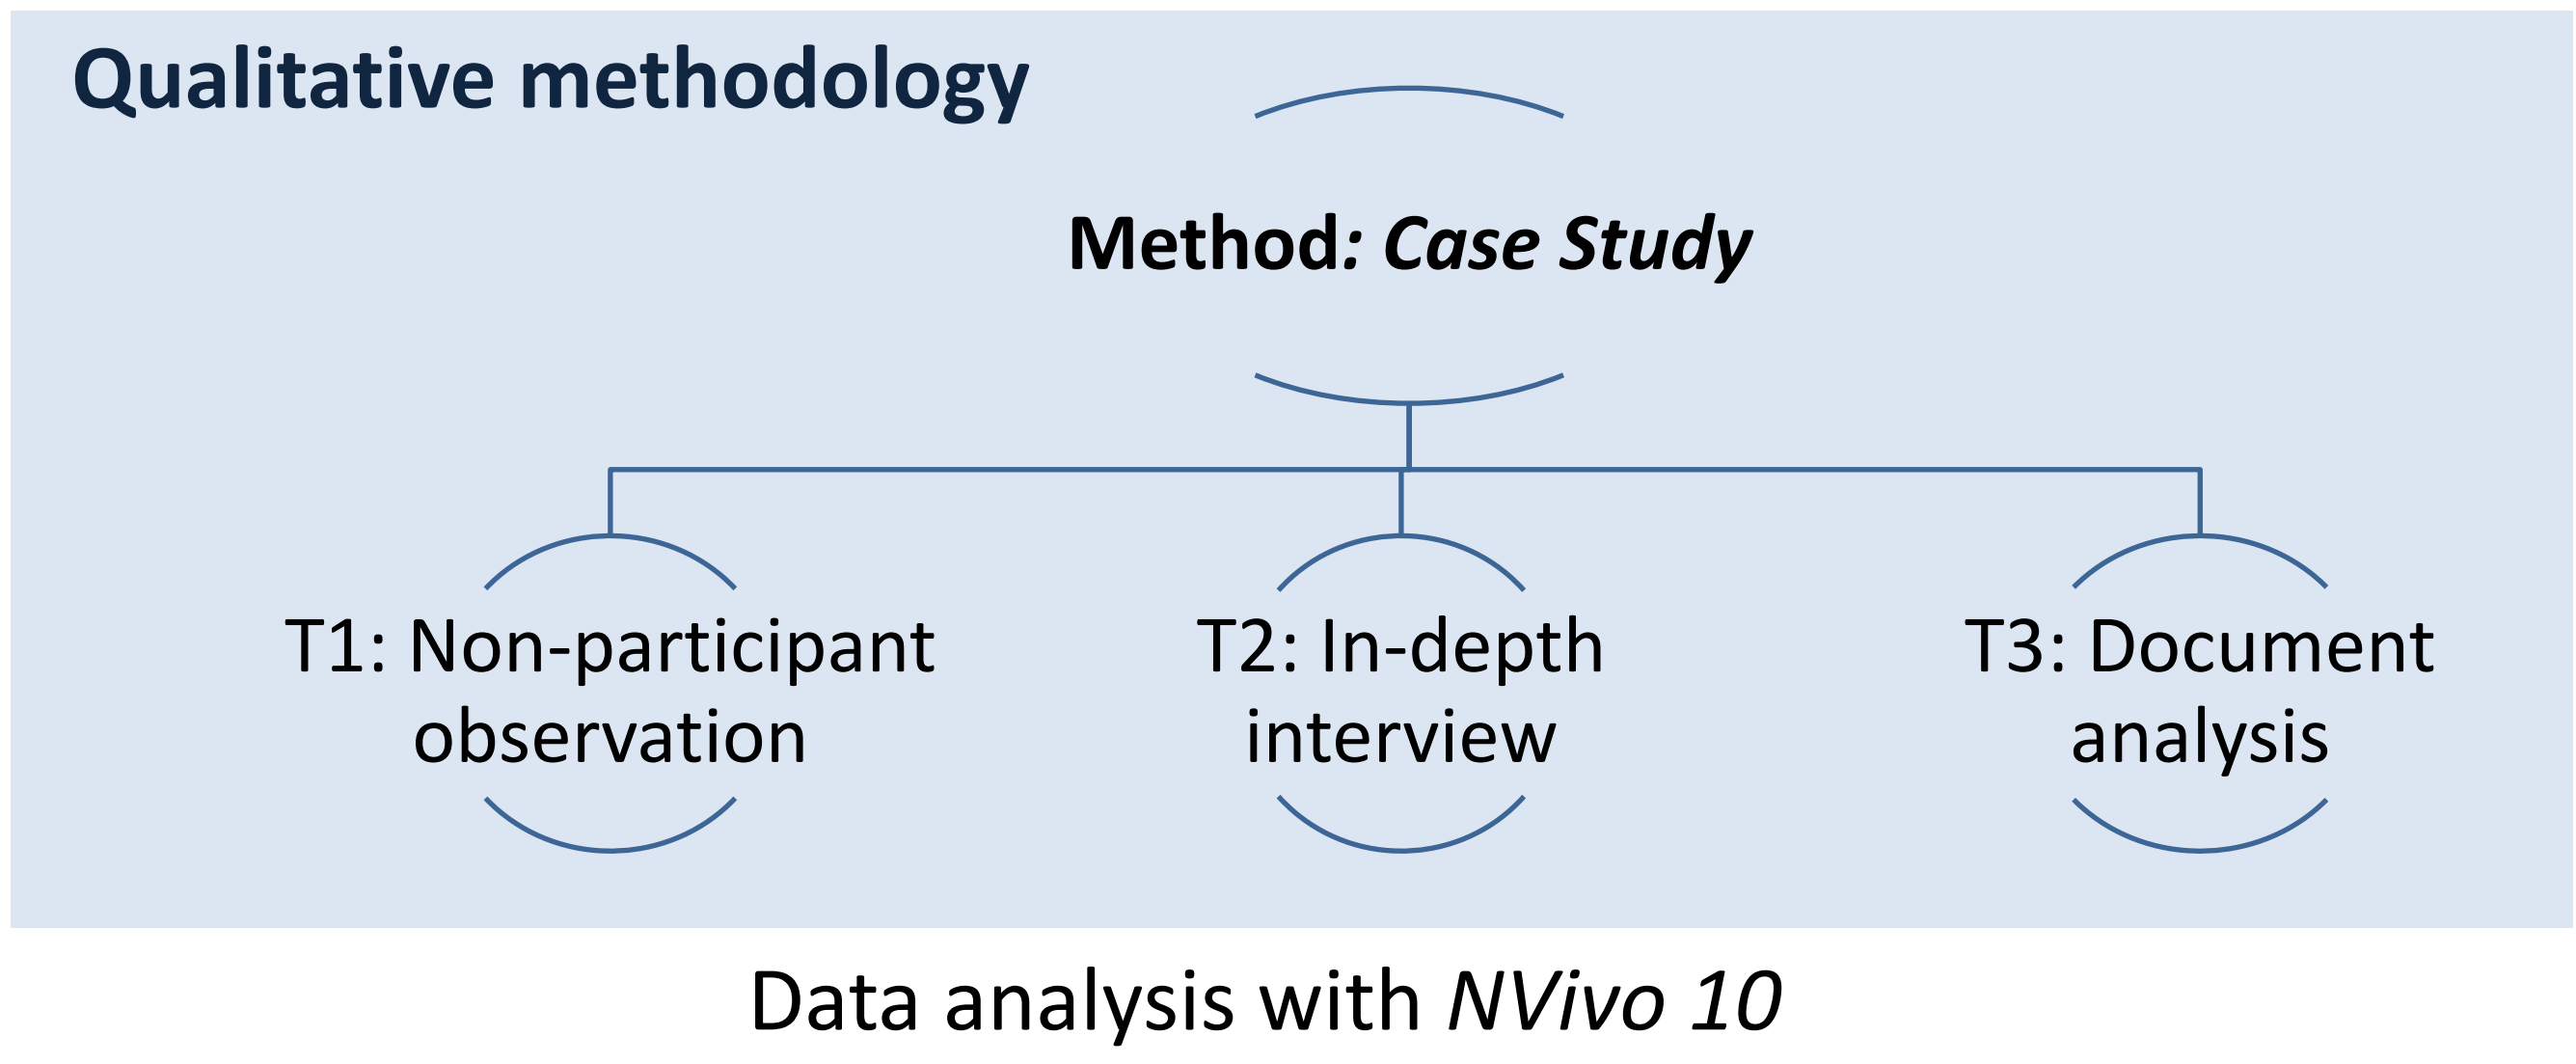 Qualitative methodology
Method: Case Study
T1: Non-participant
observation
T2: In-depth
interview
T3: Document
analysis
Data analysis with NVivo 10